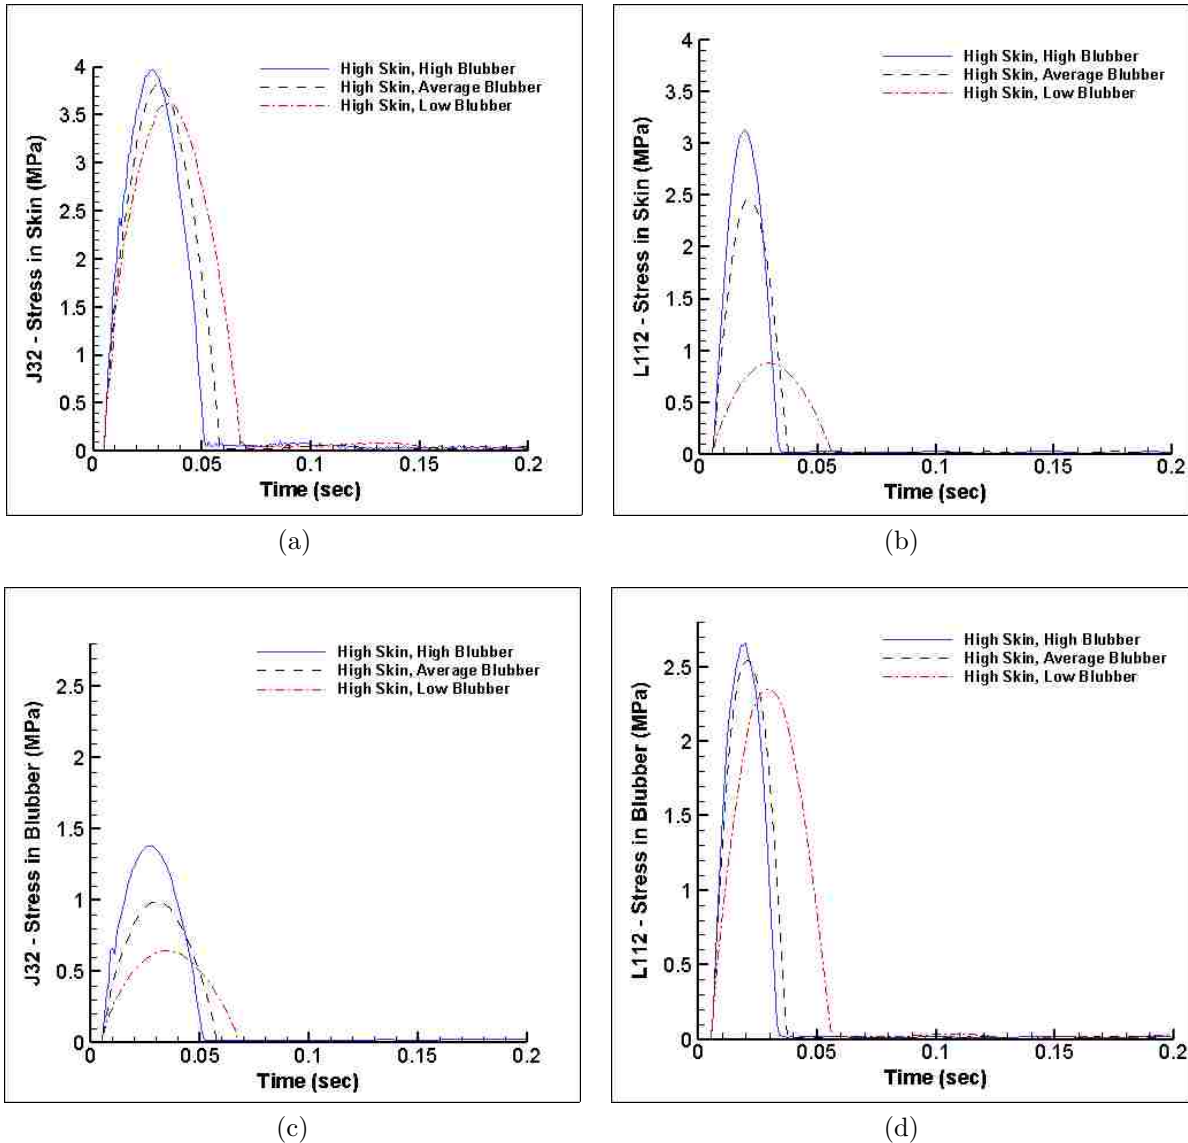 J32 - Stress in Skin (MPa)
4
3.5
3
2.5
2
1.5
1
0.5
0
High Skin, High Blubber
High Skin, Average Blubber
High Skin, Low Blubber
0 0.05 0.1 0.15 0.2
Time (sec)
(a)
L112 - Stress in Skin (MPa)
4
3.5
3
2.5
2
1.5
1
0.5
0
High Skin, High Blubber
High Skin, Average Blubber
High Skin, Low Blubber
0 0.05 0.1 0.15 0.2
Time (sec)
(b)
J32 - Stress in Blubber (MPa)
2.5
2
1.5
1
0.5
0
High Skin, High Blubber
High Skin, Average Blubber
High Skin, Low Blubber
0 0.05 0.1 0.15 0.2
Time (sec)
(c)
L112 - Stress in Blubber (MPa)
2.5
2
1.5
1
0.5
0
High Skin, High Blubber
High Skin, Average Blubber
High Skin, Low Blubber
0 0.05 0.1 0.15 0.2
Time (sec)
(d)